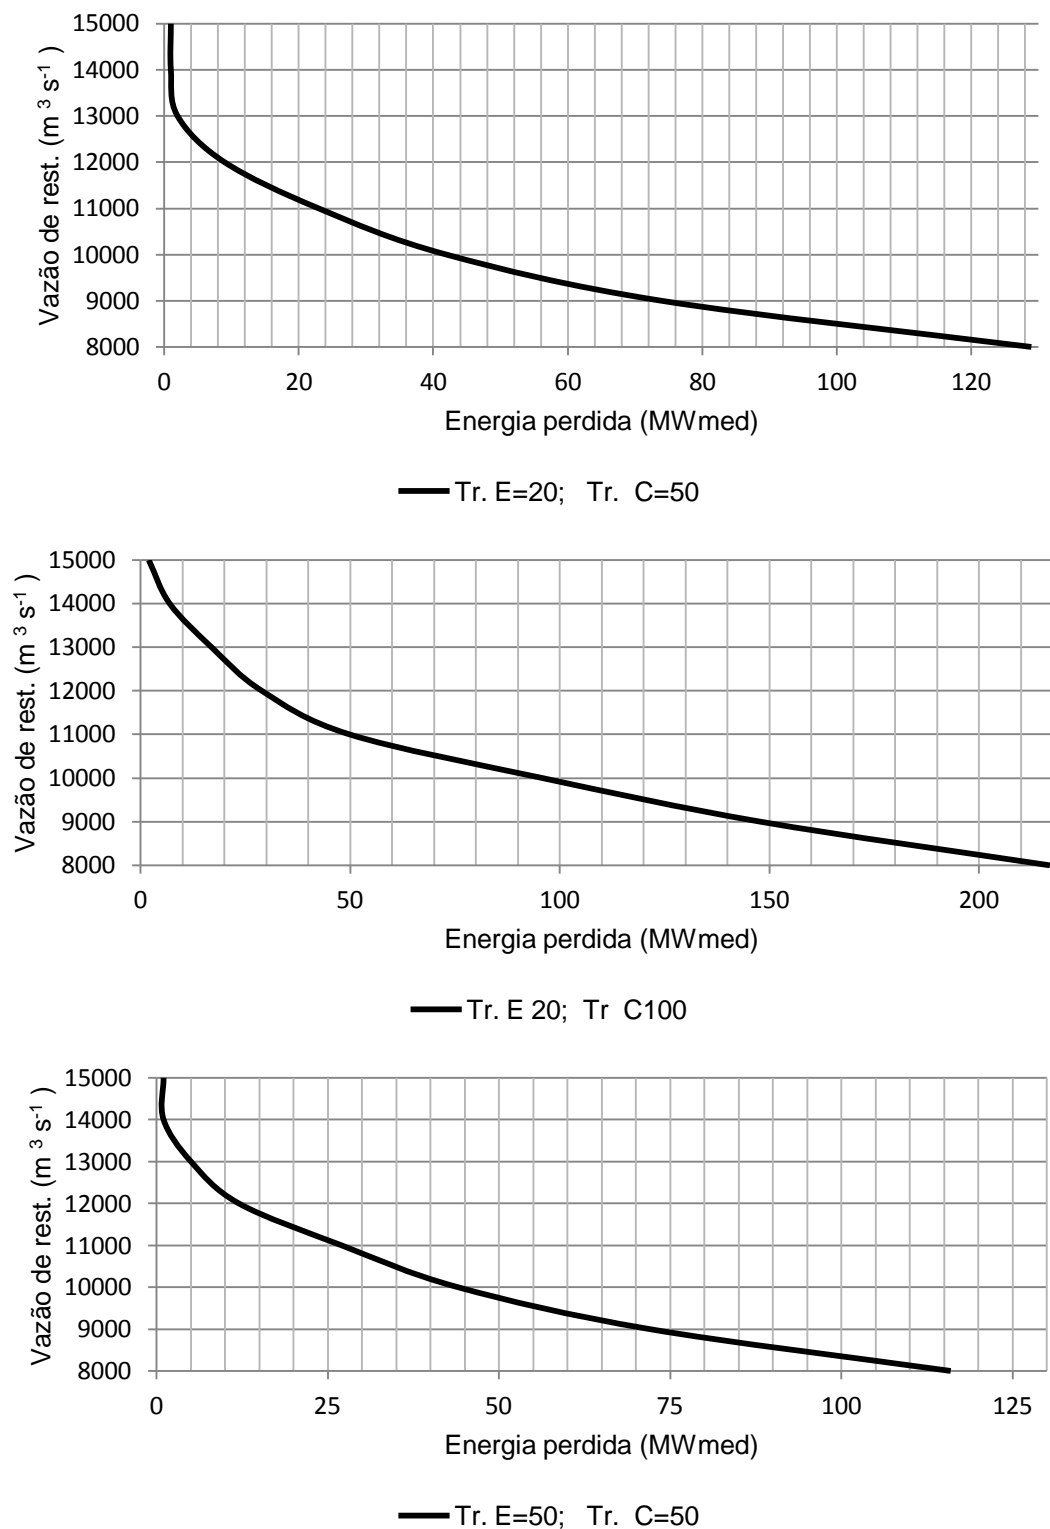 15000
14000
13000
12000
11000
10000
9000
8000
Vazão de rest. (m ³ s⁻¹ )
0 20 40 60 80 100 120
Energia perdida (MWmed)
Tr. E=20; Tr. C=50
15000
14000
13000
12000
11000
10000
9000
8000
Vazão de rest. (m ³ s⁻¹ )
0 50 100 150 200
Energia perdida (MWmed)
Tr. E 20; Tr C100
15000
14000
13000
12000
11000
10000
9000
8000
Vazão de rest. (m ³ s⁻¹ )
0 25 50 75 100 125
Energia perdida (MWmed)
Tr. E=50; Tr. C=50